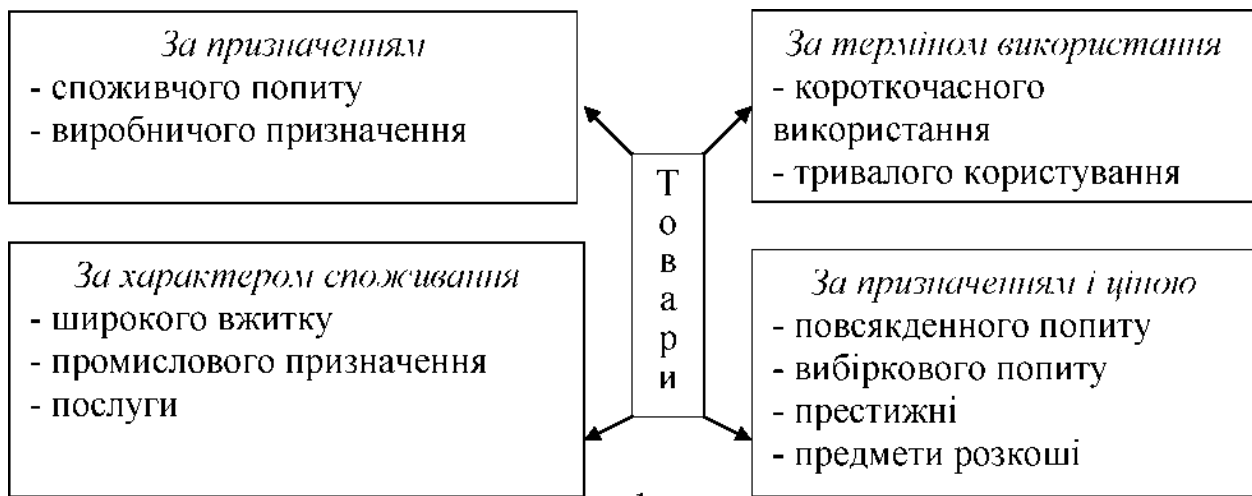 За призначенням
- споживчого попиту
- виробничого призначення
За терміном використання
- короткочасного
використання
- тривалого користування
Товари
За характером споживання
- широкого вжитку
- промислового призначення
- послуги
За призначенням і ціною
- повсякденного попиту
- вибіркового попиту
- престижні
- предмети розкоші